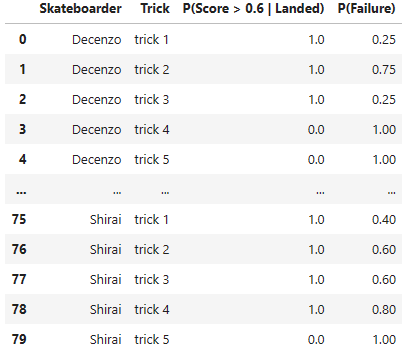 Skateboarder Trick P(Score > 0.6 | Landed) P(Failure)
0 Decenzo trick 1 1.0 0.25
1 Decenzo trick 2 1.0 0.75
2 Decenzo trick 3 1.0 0.25
3 Decenzo trick 4 0.0 1.00
4 Decenzo trick 5 0.0 1.00
... ... ... ... ...
75 Shirai trick 1 1.0 0.40
76 Shirai trick 2 1.0 0.60
77 Shirai trick 3 1.0 0.60
78 Shirai trick 4 1.0 0.80
79 Shirai trick 5 0.0 1.00